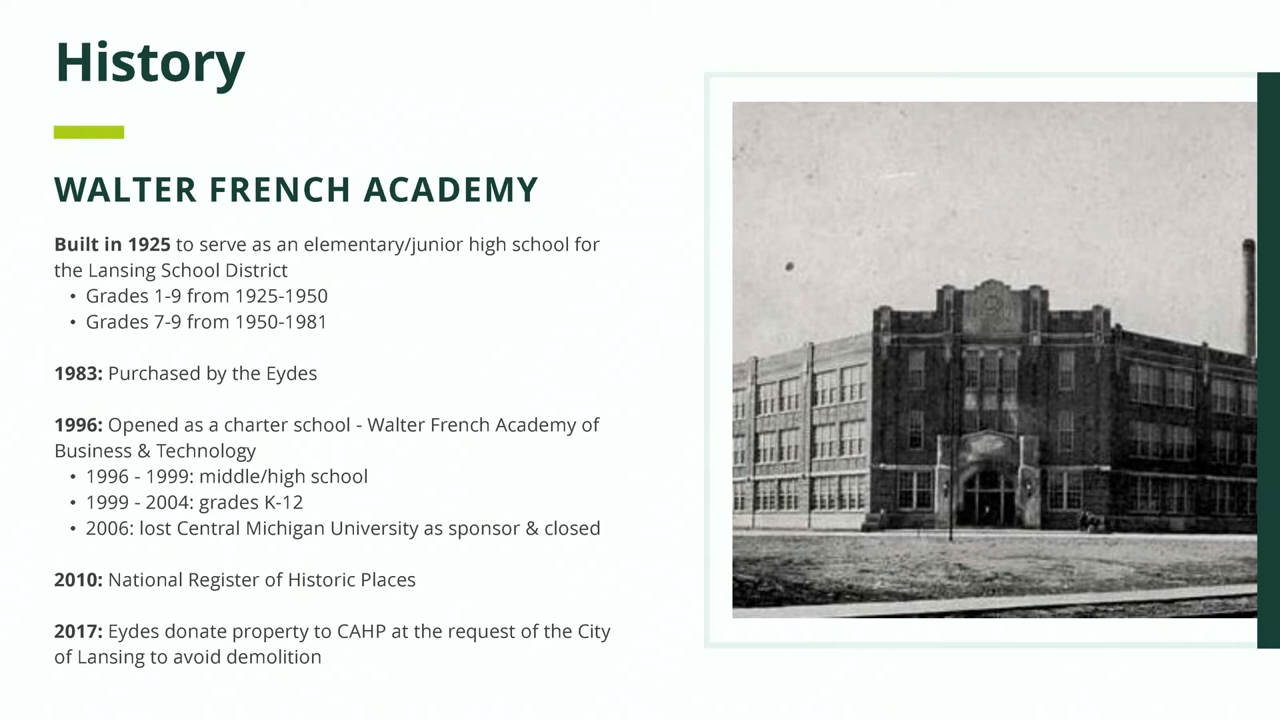 History
WALTER FRENCH ACADEMY
Built in 1925 to serve as an elementary/junior high school for
the Lansing School District
• Grades 1-9 from 1925-1950
• Grades 7-9 from 1950-1981
1983: Purchased by the Eydes
1996: Opened as a charter school - Walter French Academy of
Business & Technology
• 1996 - 1999: middle/high school
• 1999 - 2004: grades K-12
• 2006: lost Central Michigan University as sponsor & closed
2010: National Register of Historic Places
2017: Eydes donate property to CAHP at the request of the City
of Lansing to avoid demolition